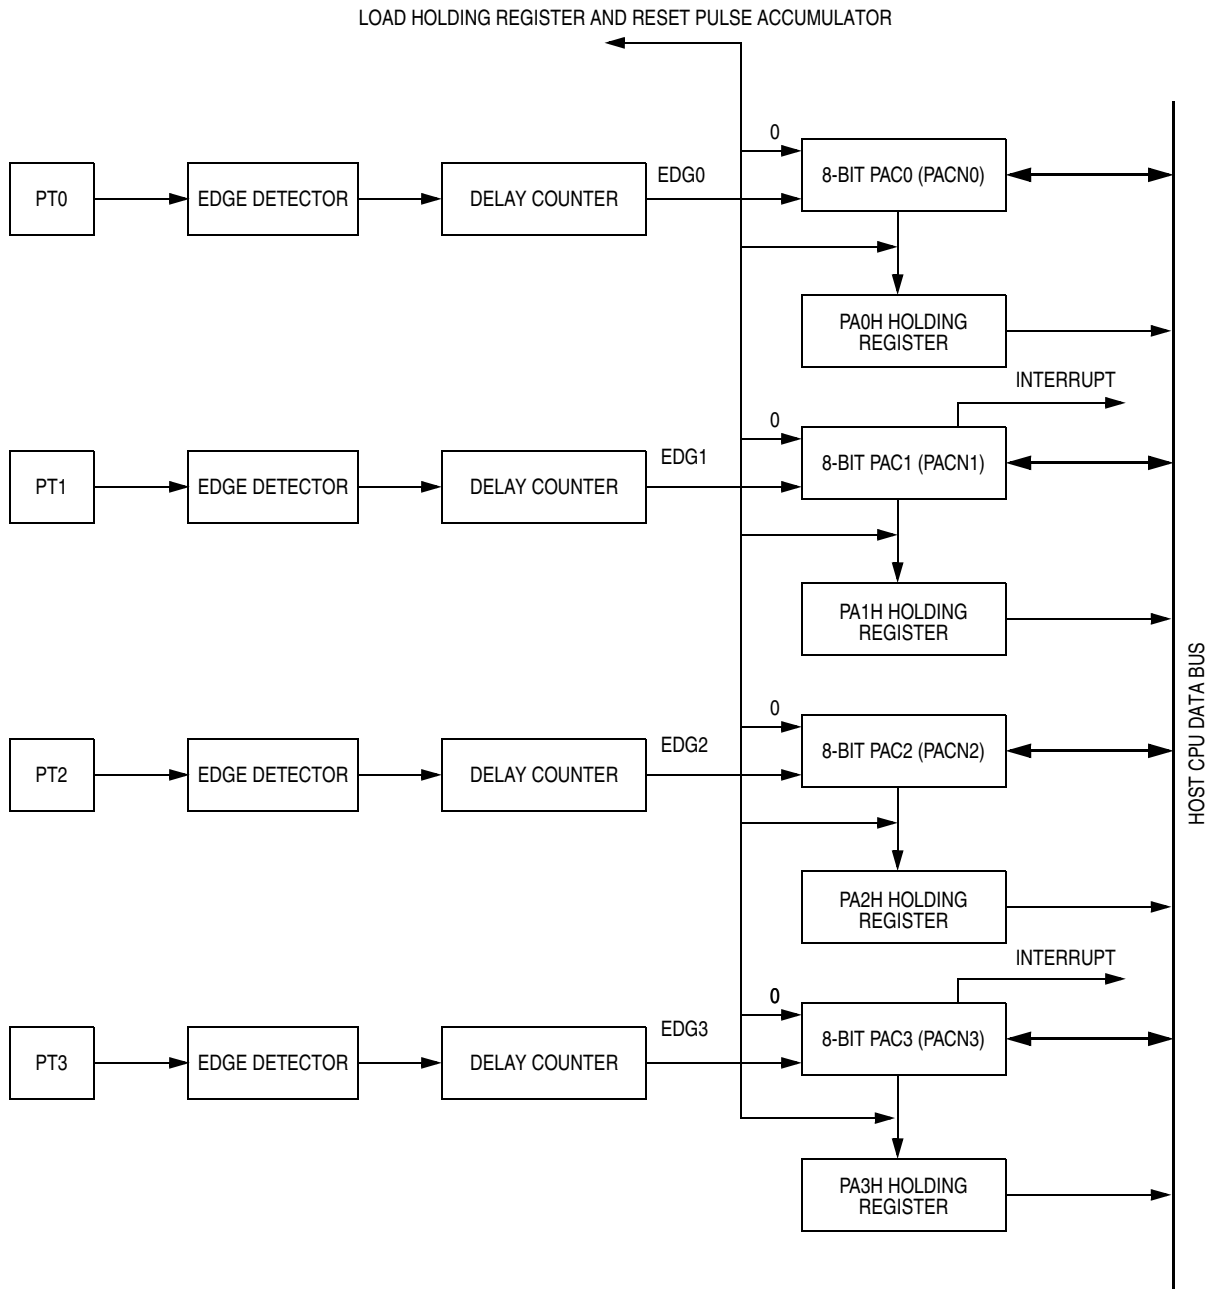 LOAD HOLDING REGISTER AND RESET PULSE ACCUMULATOR
0
PT0
EDGE DETECTOR
DELAY COUNTER
EDG0
8-BIT PAC0 (PACN0)
PA0H HOLDING
REGISTER
INTERRUPT
0
PT1
EDGE DETECTOR
DELAY COUNTER
EDG1
8-BIT PAC1 (PACN1)
PA1H HOLDING
REGISTER
0
PT2
EDGE DETECTOR
DELAY COUNTER
EDG2
8-BIT PAC2 (PACN2)
PA2H HOLDING
REGISTER
INTERRUPT
0
PT3
EDGE DETECTOR
DELAY COUNTER
EDG3
8-BIT PAC3 (PACN3)
PA3H HOLDING
REGISTER
HOST CPU DATA BUS